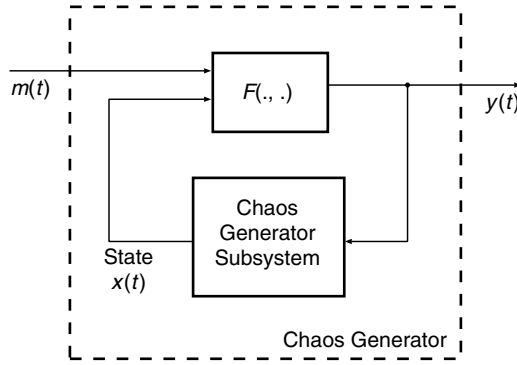 m(t)
F(., .)
y(t)
Chaos
Generator
Subsystem
State
x(t)
Chaos Generator